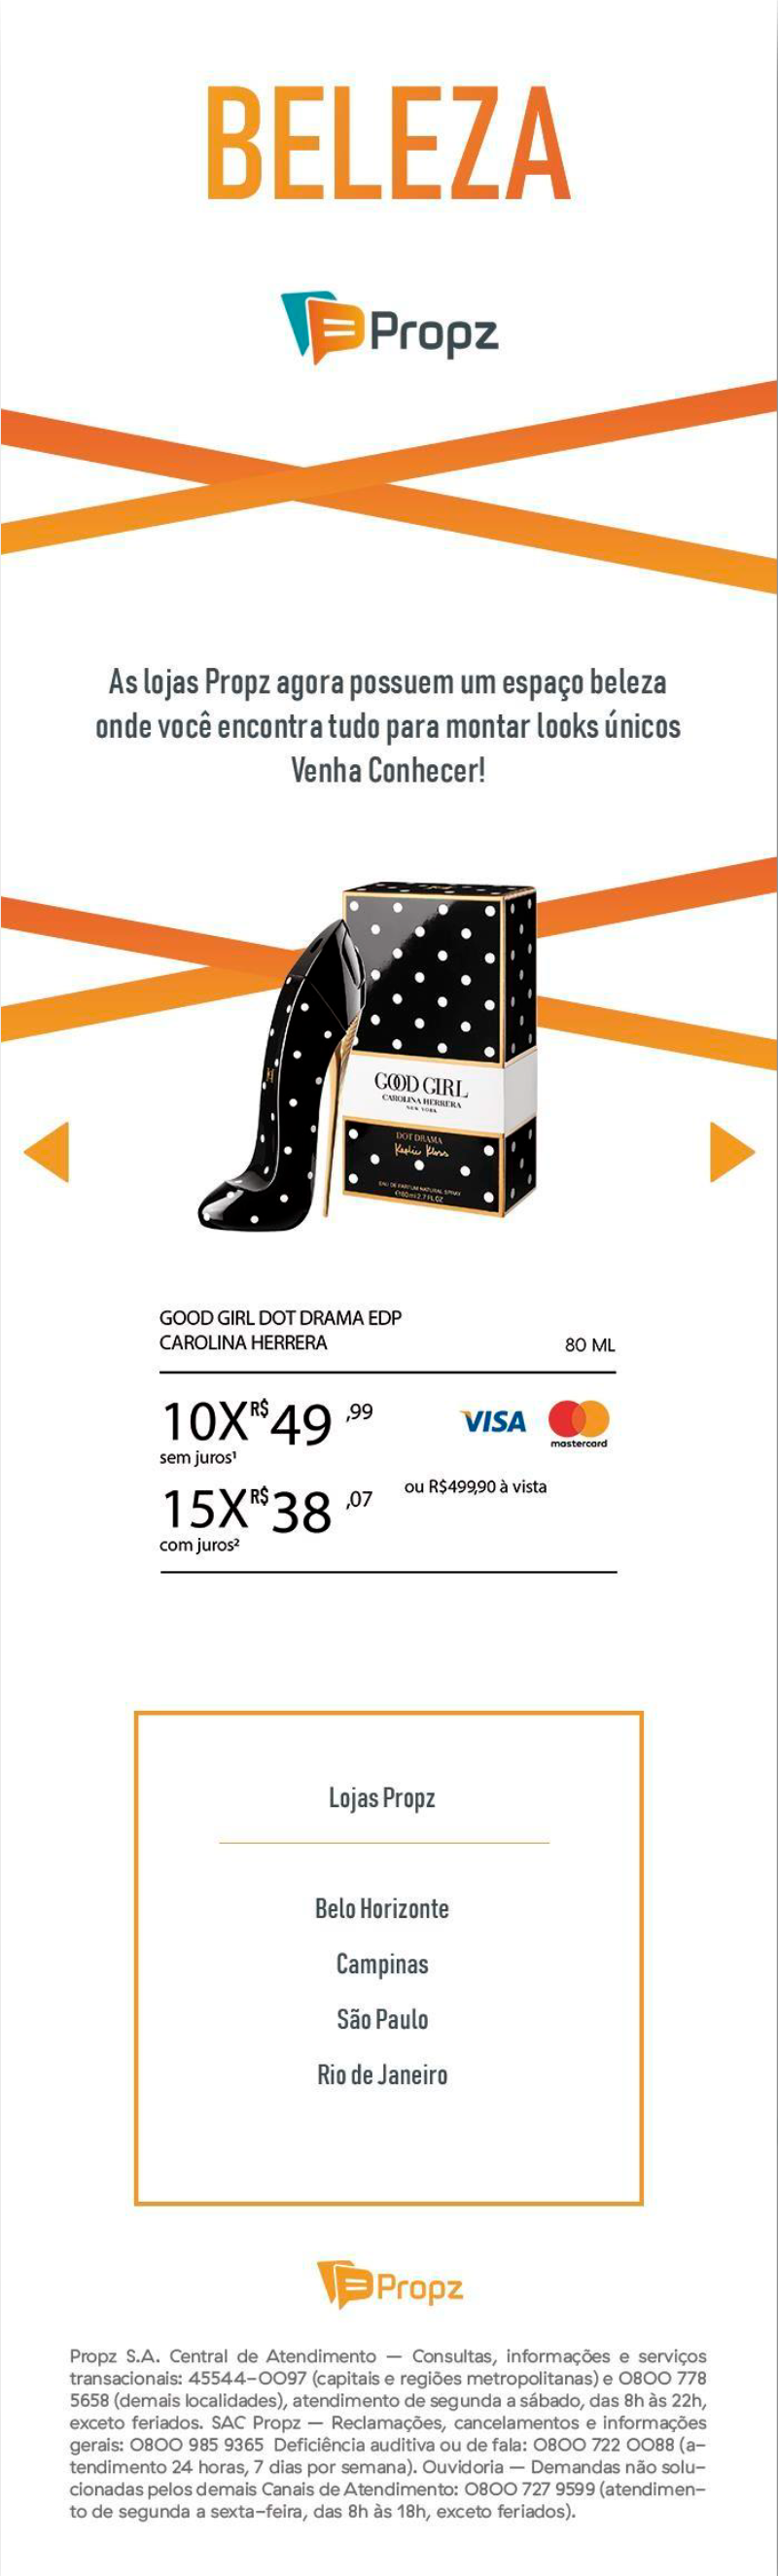 BELEZA
Propz
As lojas Propz agora possuem um espaço beleza
onde você encontra tudo para montar looks únicos
Venha Conhecer!
GOOD GIRL
CAROLINA HERRERA
NEW YORK
DOT DRAMA
Karlie Kloss
EAU DE PARFUM NATURAL SPRAY
80ml 2.7 FL.OZ
GOOD GIRL DOT DRAMA EDP
CAROLINA HERRERA 80 ML
10X R$ 49 ,99 VISA mastercard
sem juros¹
15X R$ 38 ,07 ou R$499,90 à vista
com juros²
Lojas Propz
Belo Horizonte
Campinas
São Paulo
Rio de Janeiro
Propz
Propz S.A. Central de Atendimento — Consultas, informações e serviços
transacionais: 45544-0097 (capitais e regiões metropolitanas) e 0800 778
5658 (demais localidades), atendimento de segunda a sábado, das 8h às 22h,
exceto feriados. SAC Propz — Reclamações, cancelamentos e informações
gerais: 0800 985 9365 Deficiência auditiva ou de fala: 0800 722 0088 (a-
tendimento 24 horas, 7 dias por semana). Ouvidoria — Demandas não solu-
cionadas pelos demais Canais de Atendimento: 0800 727 9599 (atendimen-
to de segunda a sexta-feira, das 8h às 18h, exceto feriados).